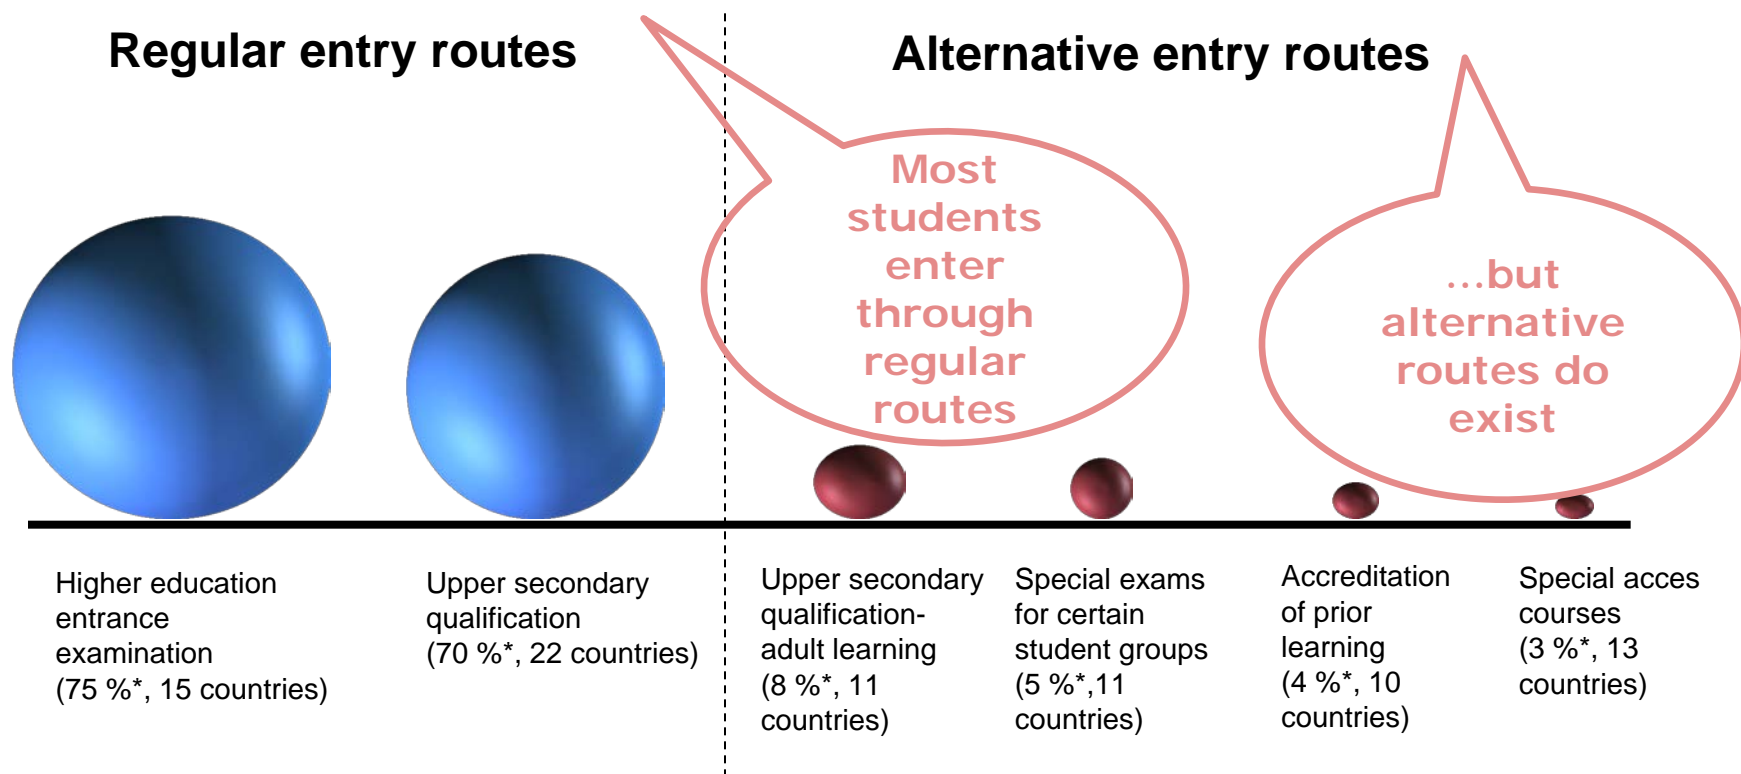 Regular entry routes
Alternative entry routes
Most
students
enter
through
regular
routes
...but
alternative
routes do
exist
Higher education
entrance
examination
(75 %*, 15 countries)
Upper secondary
qualification
(70 %*, 22 countries)
Upper secondary
qualification-
adult learning
(8 %*, 11
countries)
Special exams
for certain
student groups
(5 %*,11
countries)
Accreditation
of prior
learning
(4 %*, 10
countries)
Special acces
courses
(3 %*, 13
countries)